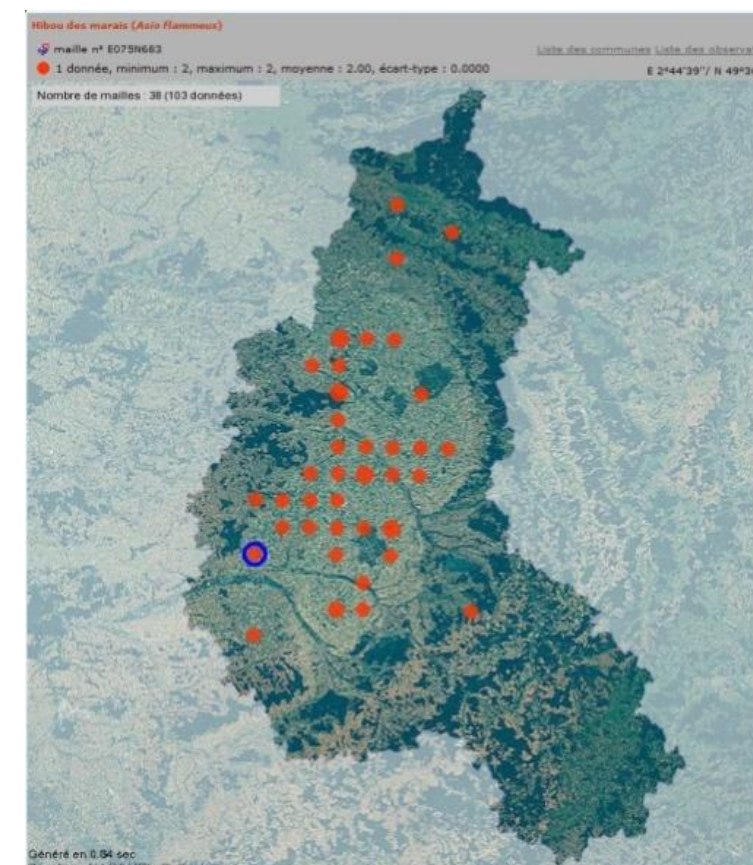 Hibou des marais (Asio flammeus)
maille n° E075N663
Liste des communes Liste des observa
1 donnée, minimum : 2, maximum : 2, moyenne : 2.00, écart-type : 0.0000
E 2°44'39"/ N 49°3
Nombre de mailles : 38 (103 données)
Généré en 0.84 sec